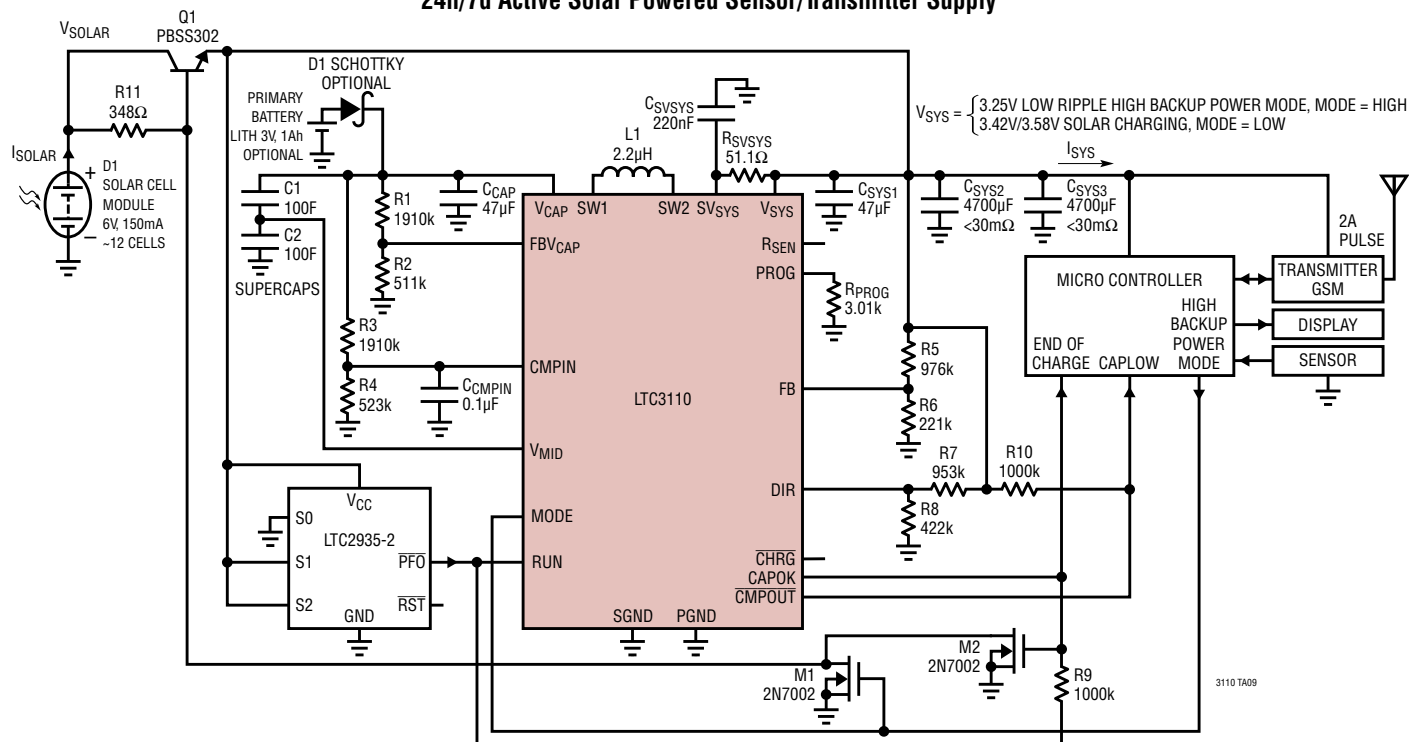 24h/7d Active Solar Powered Sensor/Transmitter Supply
VSOLAR
Q1
PBSS302
R11
348Ω
ISOLAR
+
D1
SOLAR CELL
MODULE
6V, 150mA
~12 CELLS
–
D1 SCHOTTKY
OPTIONAL
PRIMARY
BATTERY
LITH 3V, 1Ah
OPTIONAL
C1
100F
C2
100F
SUPERCAPS
R1
1910k
R2
511k
R3
1910k
R4
523k
CCAP
47µF
CCMPIN
0.1µF
L1
2.2µH
CSVSYS
220nF
RSVSYS
51.1Ω
VSYS = 3.25V LOW RIPPLE HIGH BACKUP POWER MODE, MODE = HIGH
3.42V/3.58V SOLAR CHARGING, MODE = LOW
ISYS
CSYS1
47µF
CSYS2
4700µF
<30mΩ
CSYS3
4700µF
<30mΩ
2A
PULSE
VCAP
SW1
SW2
SVSYS
VSYS
FBVCAP
RSEN
PROG
RPROG
3.01k
CMPIN
LTC3110
FB
VMID
DIR
MODE
RUN
CHRG
CAPOK
CMPOUT
SGND
PGND
R5
976k
R6
221k
R7
953k
R10
1000k
R8
422k
MICRO CONTROLLER
HIGH
BACKUP
POWER
MODE
END OF
CHARGE
CAPLOW
TRANSMITTER
GSM
DISPLAY
SENSOR
VCC
S0
LTC2935-2
S1
PFO
S2
RST
GND
M1
2N7002
M2
2N7002
R9
1000k
3110 TA09